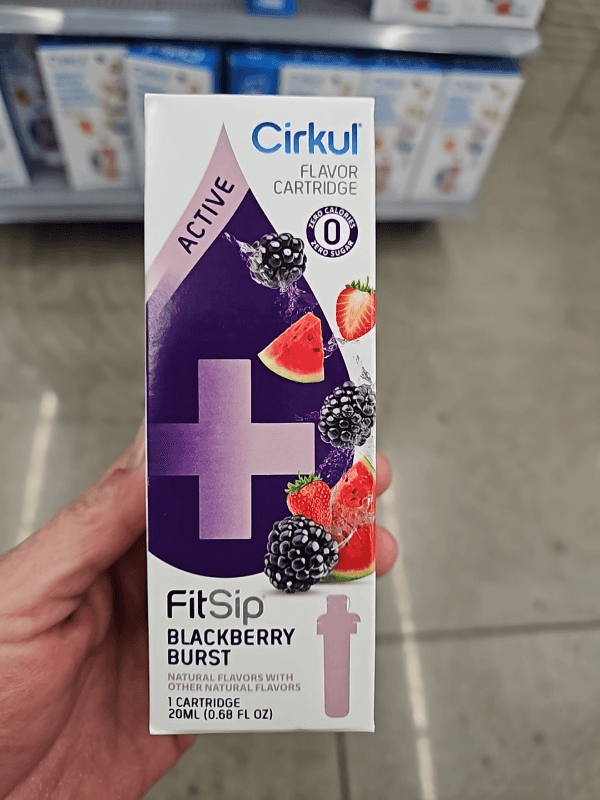 Cirkul®
FLAVOR
CARTRIDGE
ACTIVE
ZERO CALORIES
0
ZERO SUGAR
FitSip
BLACKBERRY
BURST
NATURAL FLAVORS WITH
OTHER NATURAL FLAVORS
1 CARTRIDGE
20ML (0.68 FL OZ)